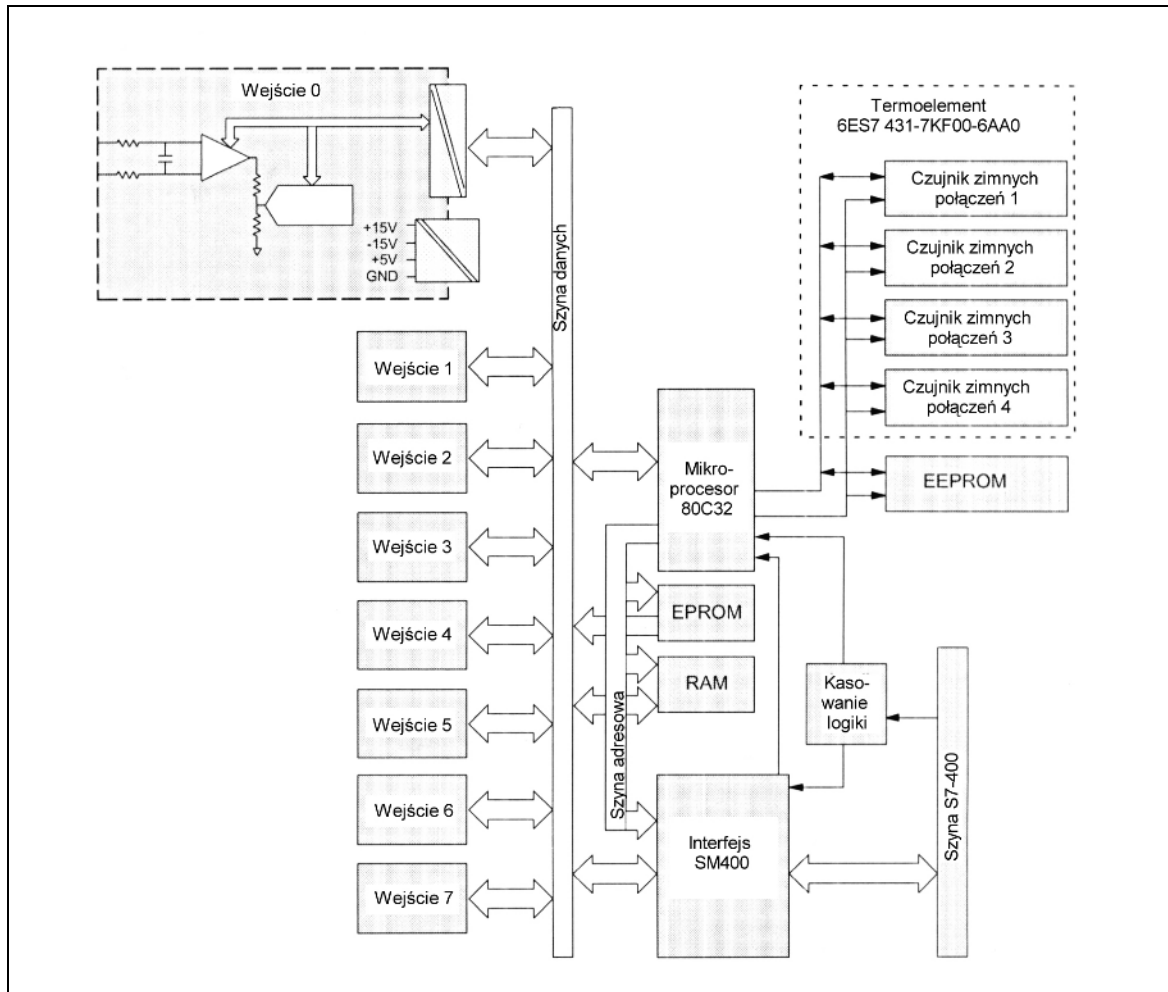 Wejście 0
+15V
-15V
+5V
GND
Szyna danych
Wejście 1
Wejście 2
Wejście 3
Wejście 4
Wejście 5
Wejście 6
Wejście 7
Termoelement
6ES7 431-7KF00-6AA0
Czujnik zimnych
połączeń 1
Czujnik zimnych
połączeń 2
Czujnik zimnych
połączeń 3
Czujnik zimnych
połączeń 4
EEPROM
Mikro-
procesor
80C32
EPROM
RAM
Szyna adresowa
Kaso-
wanie
logiki
Interfejs
SM400
Szyna S7-400